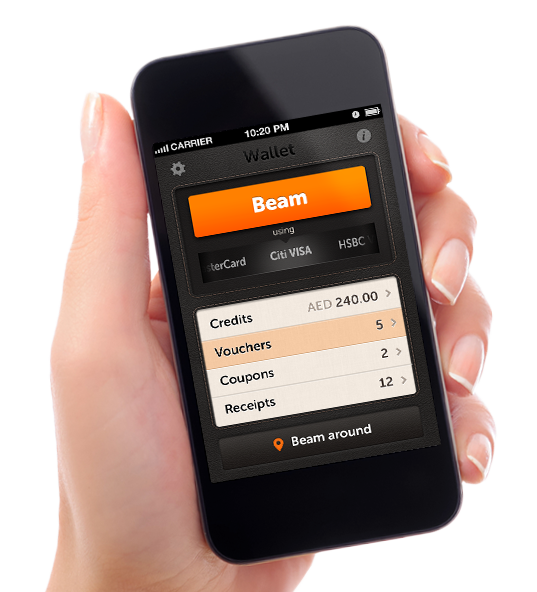 CARRIER 10:20 PM
Wallet
Beam
using
sterCard Citi VISA HSBC
Credits AED 240.00
Vouchers 5
Coupons 2
Receipts 12
Beam around